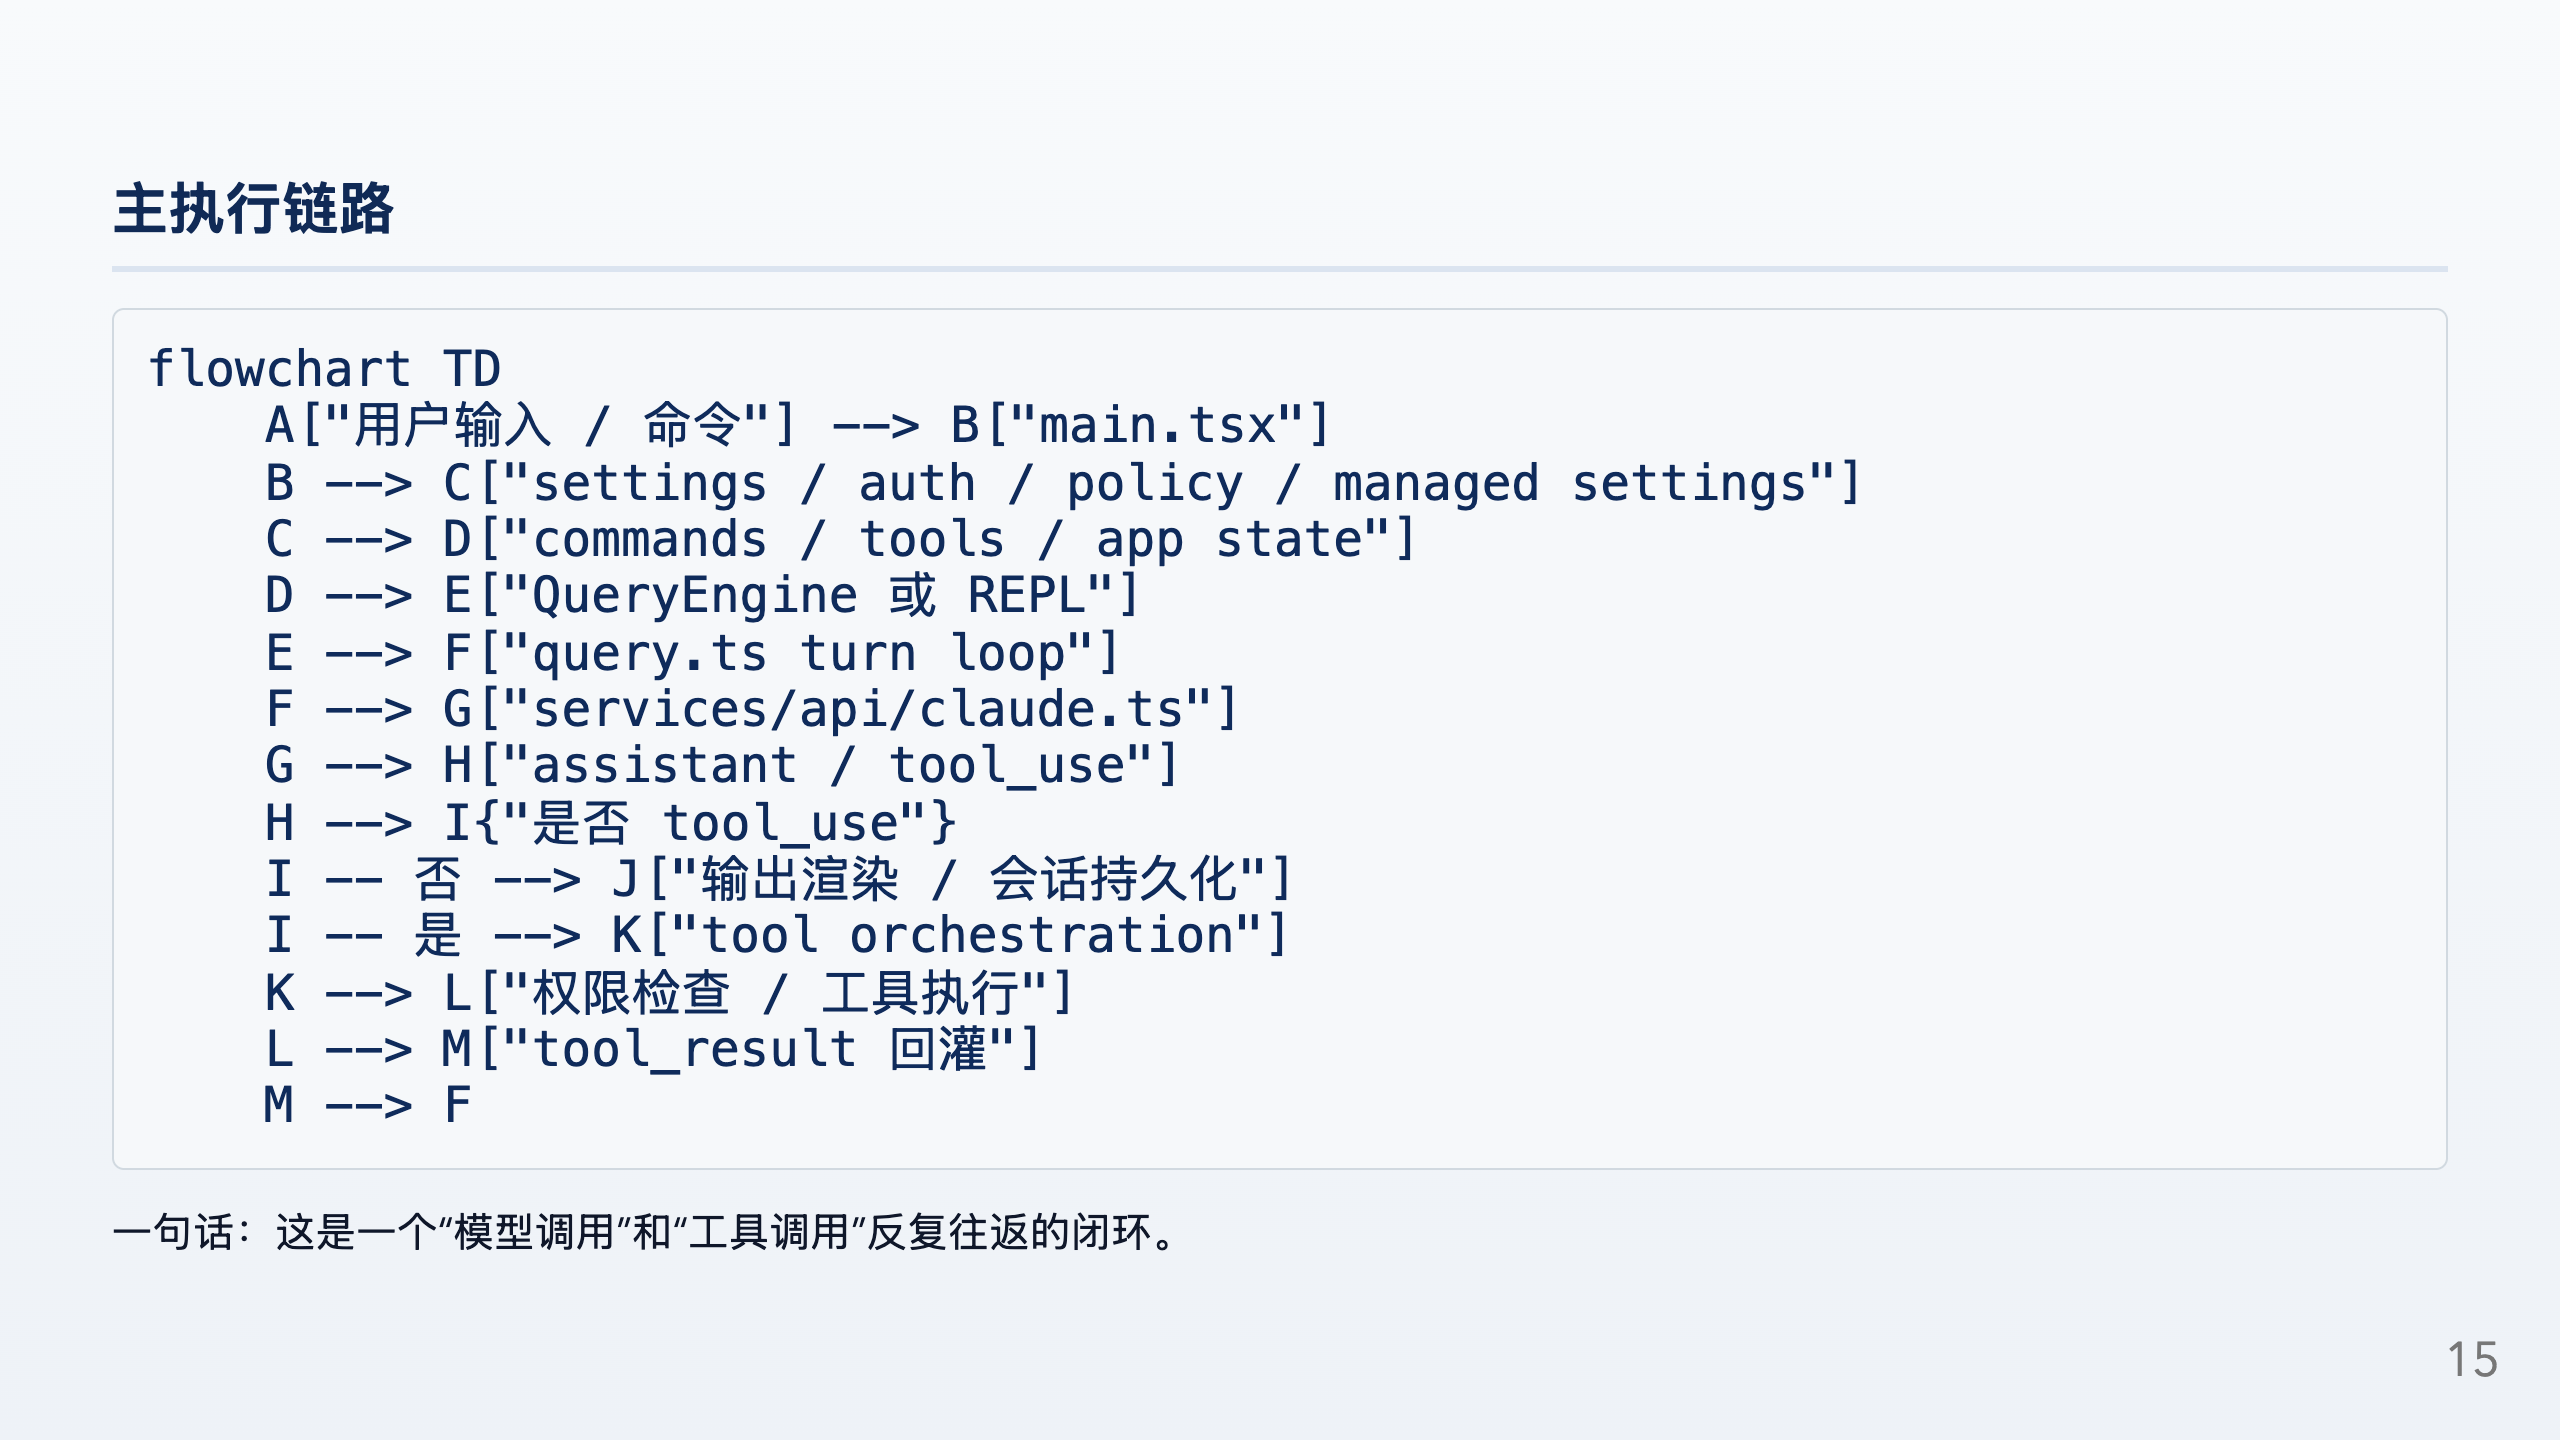 主执行链路
flowchart TD
    A["用户输入 / 命令"] --> B["main.tsx"]
    B --> C["settings / auth / policy / managed settings"]
    C --> D["commands / tools / app state"]
    D --> E["QueryEngine 或 REPL"]
    E --> F["query.ts turn loop"]
    F --> G["services/api/claude.ts"]
    G --> H["assistant / tool_use"]
    H --> I{"是否 tool_use"}
    I -- 否 --> J["输出渲染 / 会话持久化"]
    I -- 是 --> K["tool orchestration"]
    K --> L["权限检查 / 工具执行"]
    L --> M["tool_result 回灌"]
    M --> F
一句话：这是一个“模型调用”和“工具调用”反复往返的闭环。
15